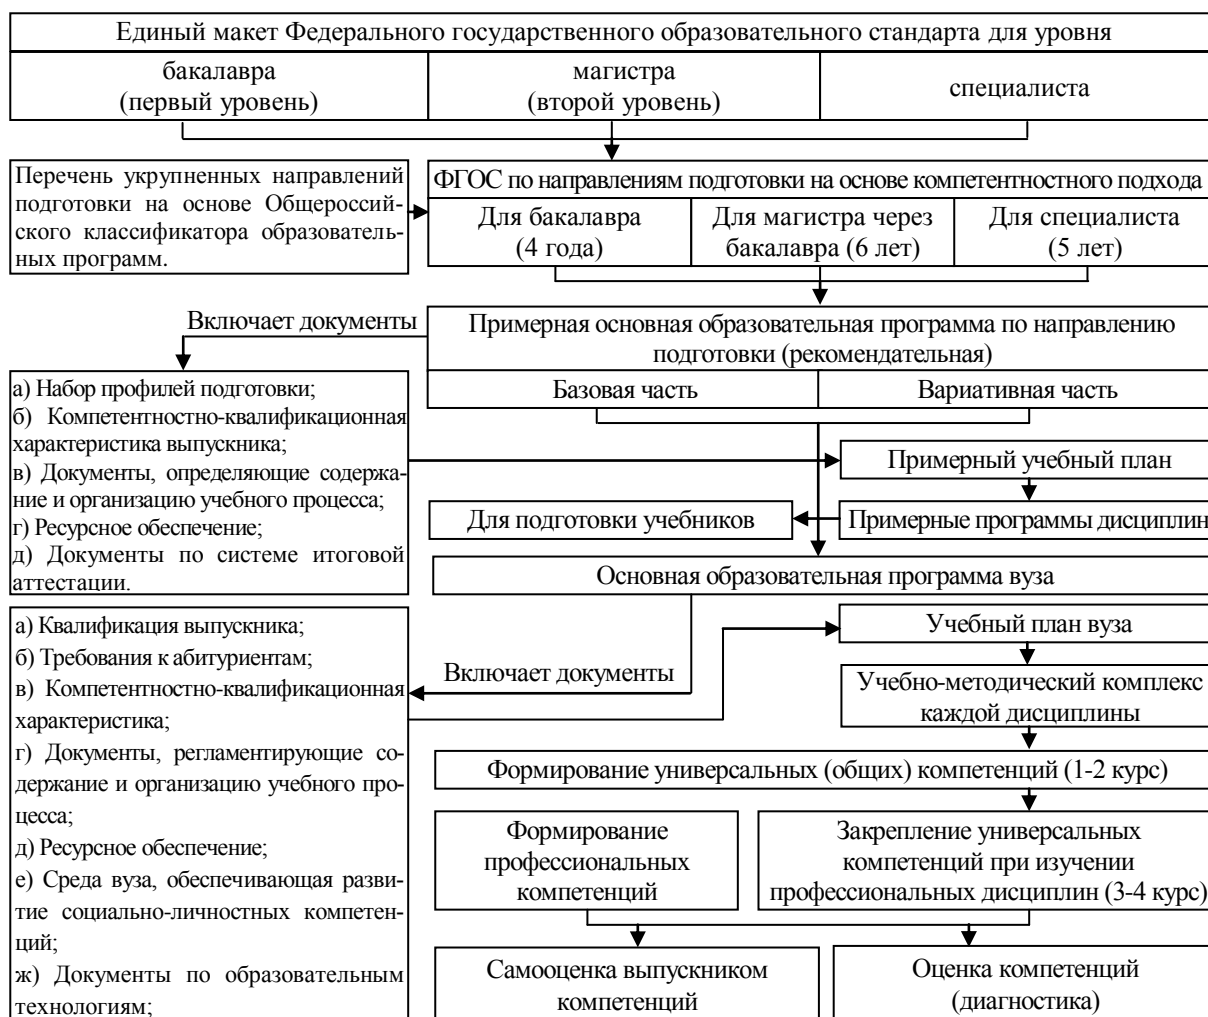 Единый макет Федерального государственного образовательного стандарта для уровня
бакалавра
(первый уровень)
магистра
(второй уровень)
специалиста
Перечень укрупненных направлений
подготовки на основе Общероссий-
ского классификатора образователь-
ных программ.
ФГОС по направлениям подготовки на основе компетентностного подхода
Для бакалавра
(4 года)
Для магистра через
бакалавра (6 лет)
Для специалиста
(5 лет)
Включает документы
Примерная основная образовательная программа по направлению
подготовки (рекомендательная)
Базовая часть
Вариативная часть
а) Набор профилей подготовки;
б) Компетентностно-квалификационная
характеристика выпускника;
в) Документы, определяющие содержа-
ние и организацию учебного процесса;
г) Ресурсное обеспечение;
д) Документы по системе итоговой
аттестации.
Примерный учебный план
Для подготовки учебников
Примерные программы дисциплин
Основная образовательная программа вуза
а) Квалификация выпускника;
б) Требования к абитуриентам;
в) Компетентностно-квалификационная
характеристика;
г) Документы, регламентирующие со-
держание и организацию учебного про-
цесса;
д) Ресурсное обеспечение;
е) Среда вуза, обеспечивающая разви-
тие социально-личностных компетен-
ций;
ж) Документы по образовательным
технологиям;
Включает документы
Учебный план вуза
Учебно-методический комплекс
каждой дисциплины
Формирование универсальных (общих) компетенций (1-2 курс)
Формирование
профессиональных
компетенций
Закрепление универсальных
компетенций при изучении
профессиональных дисциплин (3-4 курс)
Самооценка выпускником
компетенций
Оценка компетенций
(диагностика)